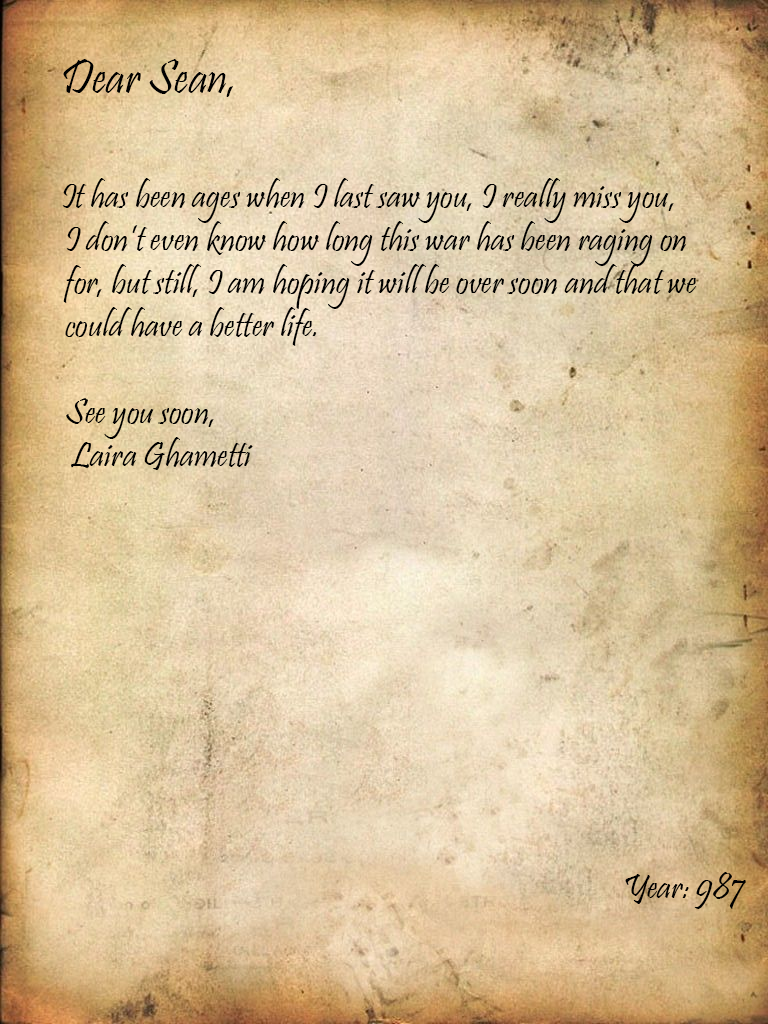 Dear Sean,
It has been ages when I last saw you, I really miss you,
I don't even know how long this war has been raging on
for, but still, I am hoping it will be over soon and that we
could have a better life.
See you soon,
Laira Ghametti
Year: 987